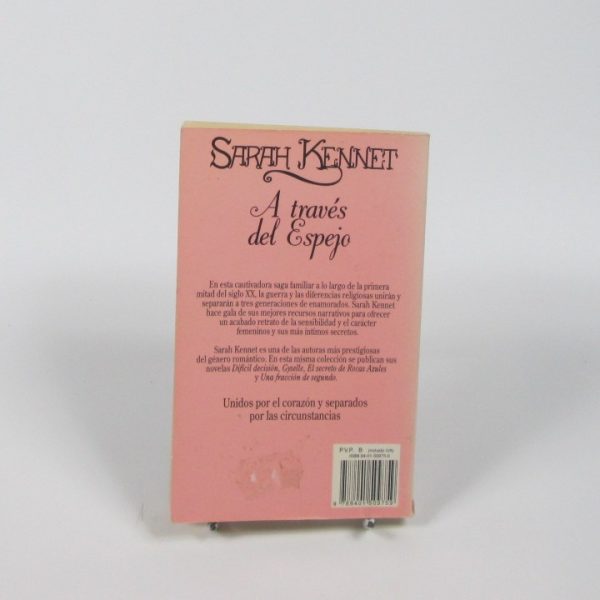 SARAH KENNET
A través
del Espejo
En esta cautivadora saga familiar a lo largo de la primera
mitad del siglo XX, la guerra y las diferencias religiosas unirán y
separarán a tres generaciones de enamorados. Sarah Kennet
hace gala de sus mejores recursos narrativos para ofrecer
un acabado retrato de la sensibilidad y el carácter
femeninos y sus más íntimos secretos.
Sarah Kennet es una de las autoras más prestigiosas
del género romántico. En esta misma colección se publican sus
novelas Difícil decisión, Gyselle, El secreto de Rocas Azules
y Una fracción de segundo.
Unidos por el corazón y separados
por las circunstancias
P.V.P.
ISBN